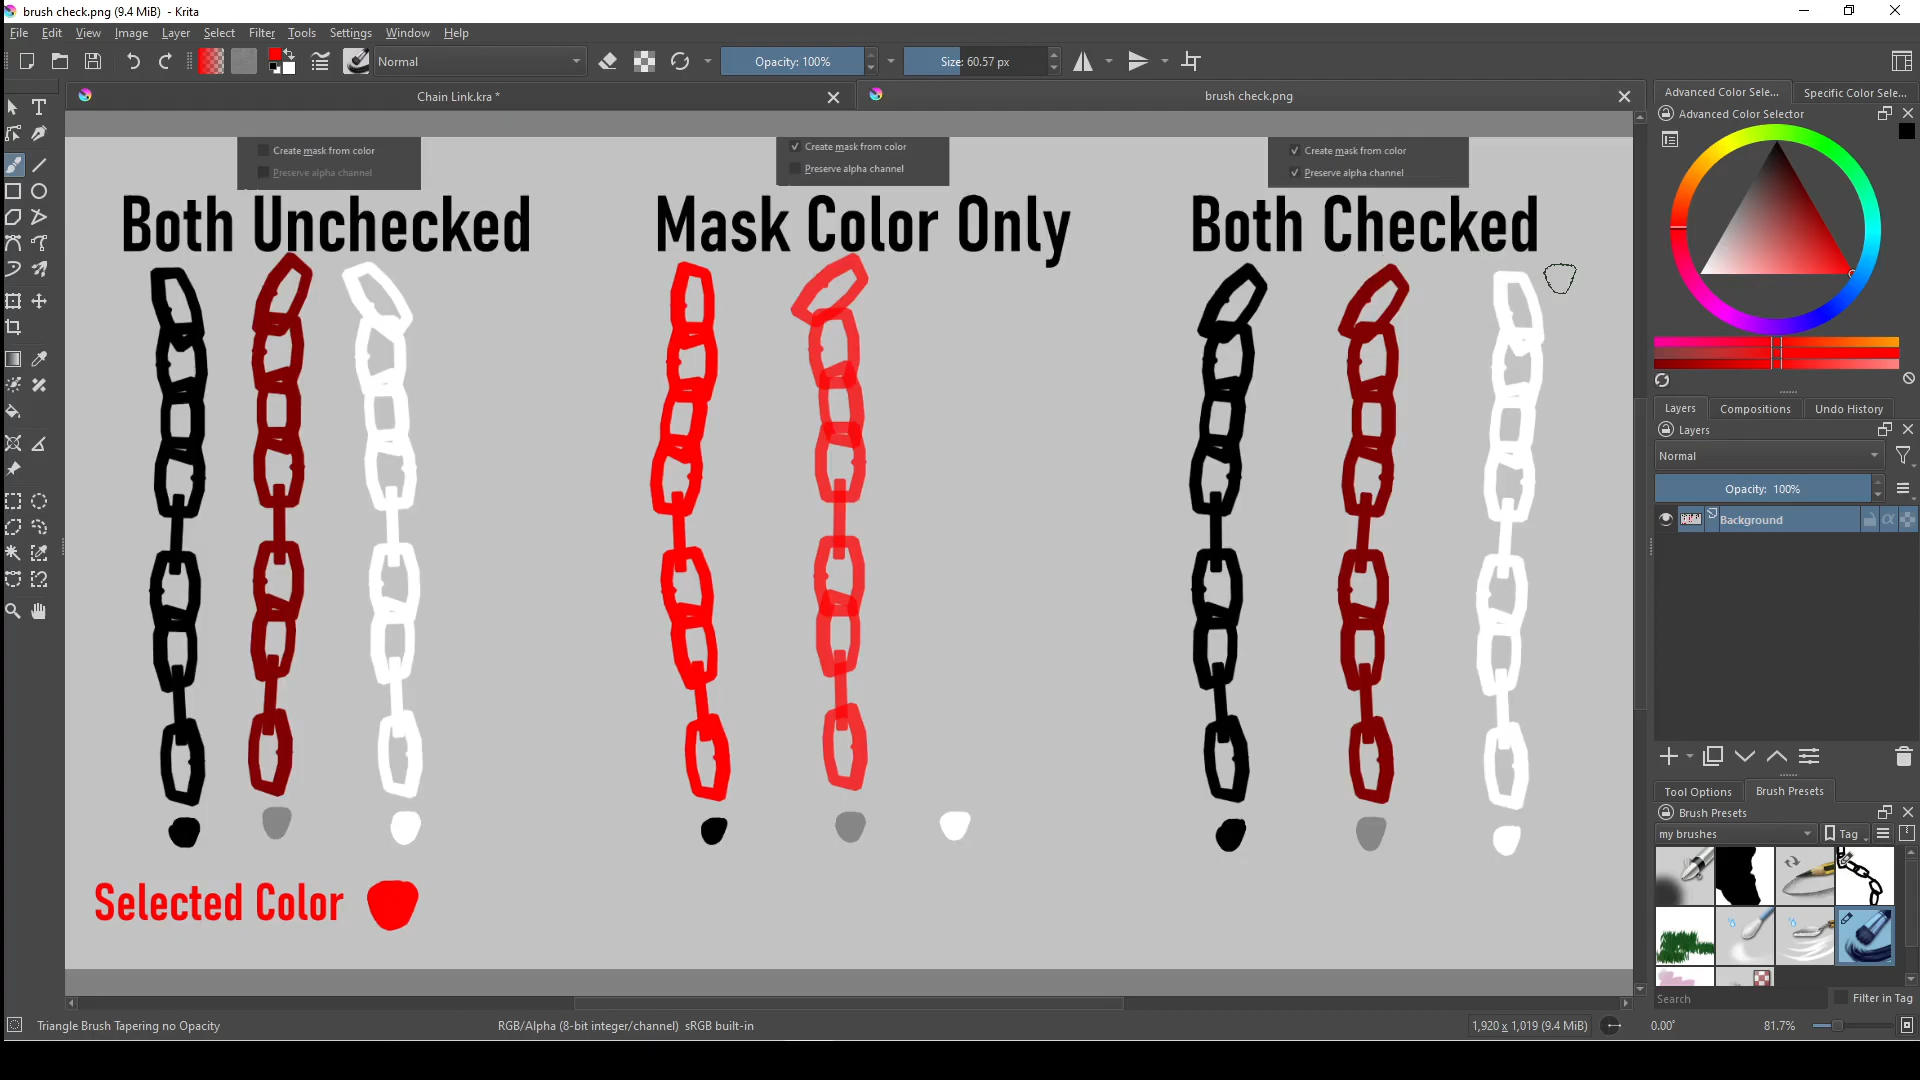 brush check.png (9.4 MiB)  - Krita
File Edit View Image Layer Select Filter Tools Settings Window Help
Normal
Opacity: 100%
Size: 60.57 px
Chain Link.kra *
brush check.png
Advanced Color Sele...
Specific Color Sele...
Advanced Color Selector
Create mask from color
Preserve alpha channel
Create mask from color
Preserve alpha channel
Create mask from color
Preserve alpha channel
Both Unchecked
Mask Color Only
Both Checked
Selected Color
Layers Compositions Undo History
Layers
Normal
Opacity: 100%
Background
Tool Options Brush Presets
Brush Presets
my brushes
Tag
Search
Filter in Tag
Triangle Brush Tapering no Opacity
RGB/Alpha (8-bit integer/channel)  sRGB built-in
1,920 x 1,019 (9.4 MiB)
0.00°
81.7%